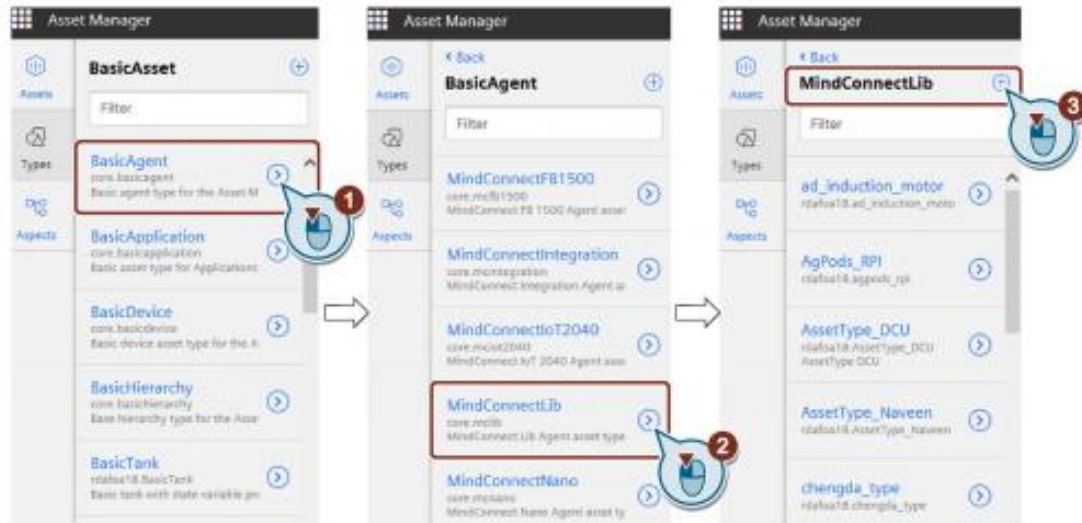 Asset Manager
Assets
Types
Aspects
BasicAsset
Filter
BasicAgent
core.basicagent
Basic agent type for the Asset M
BasicApplication
core.basicapplication
Basic asset type for Applications
BasicDevice
core.basicdevice
Basic device asset type for the A
BasicHierarchy
core.basichierarchy
Base hierarchy type for the Asse
BasicTank
rdafoa18.BasicTank
Basic tank with state variable pr
1
Asset Manager
Assets
Types
Aspects
Back
BasicAgent
Filter
MindConnectFB1500
core.mcfb1500
MindConnect FB 1500 Agent asse
MindConnectIntegration
core.mcintegration
MindConnect Integration Agent a
MindConnectIoT2040
core.mciot2040
MindConnect IoT 2040 Agent asse
MindConnectLib
core.mclib
MindConnect Lib Agent asset type
MindConnectNano
core.mcnano
MindConnect Nano Agent asset ty
2
Asset Manager
Assets
Types
Aspects
Back
MindConnectLib
Filter
ad_induction_motor
rdafoa18.ad_induction_moto
AgPods_RPI
rdafoa18.agpods_rpi
AssetType_DCU
rdafoa18.AssetType_DCU
AssetType DCU
AssetType_Naveen
rdafoa18.AssetType_Naveen
chengda_type
rdafoa18.chengda_type
3